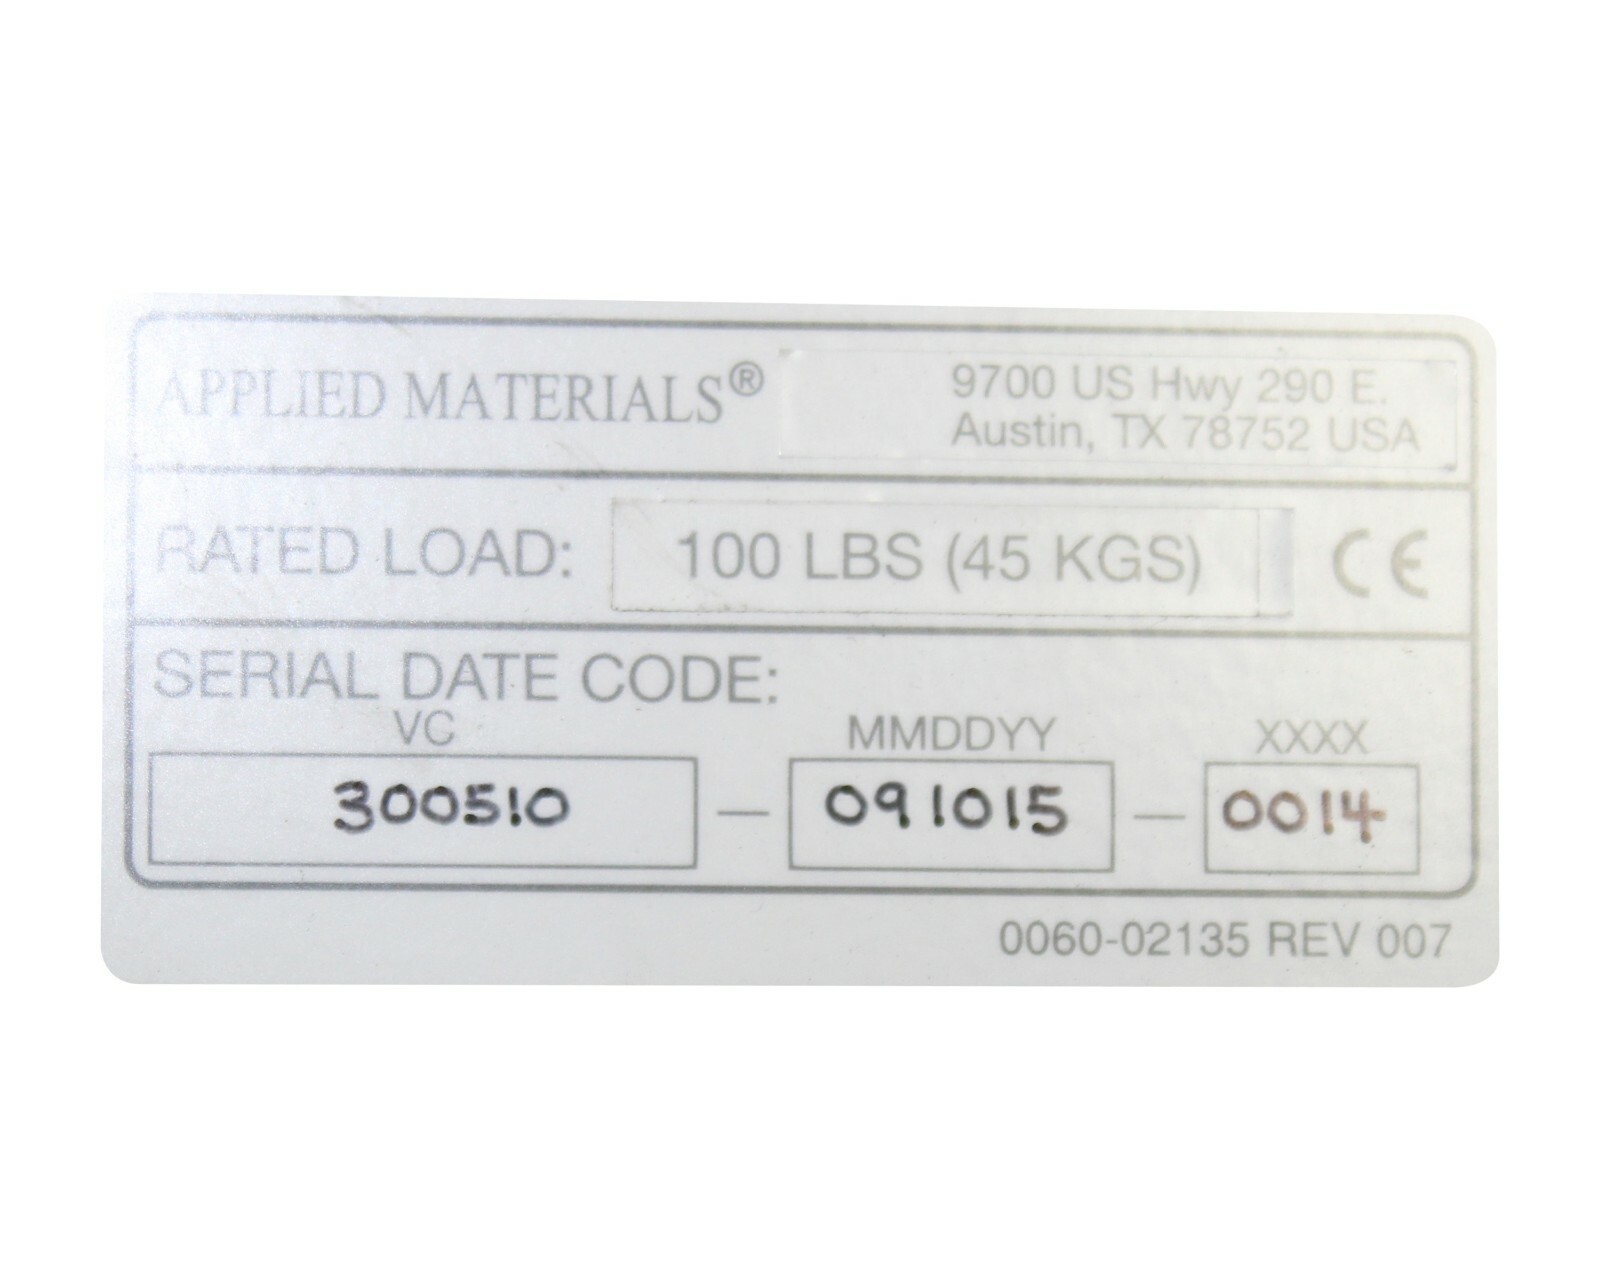 APPLIED MATERIALS®
9700 US Hwy 290 E.
Austin, TX 78752 USA
RATED LOAD: 100 LBS (45 KGS) CE
SERIAL DATE CODE:
VC MMDDYY XXXX
300510 — 091015 — 0014
0060-02135 REV 007